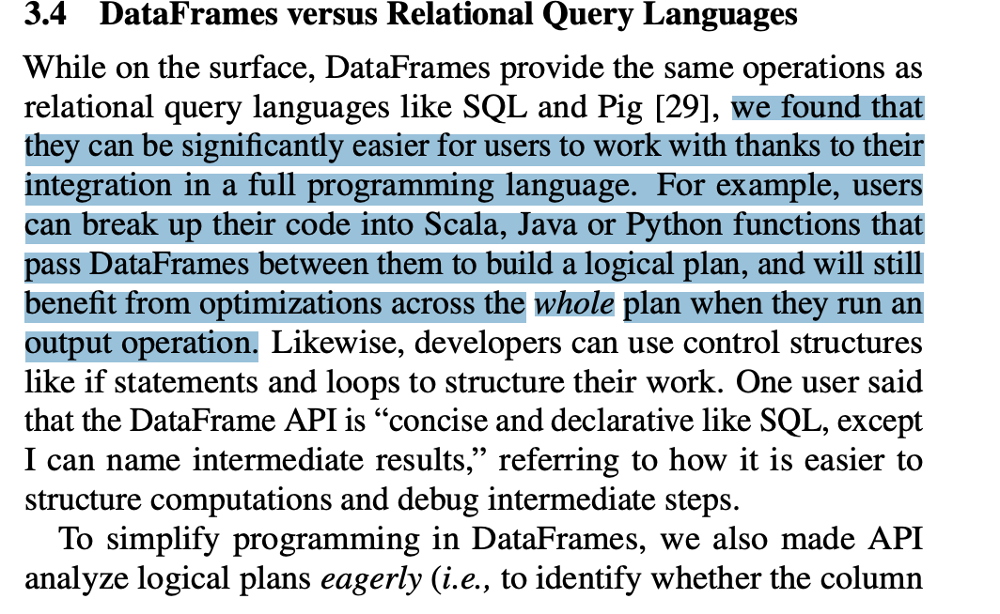 3.4 DataFrames versus Relational Query Languages
While on the surface, DataFrames provide the same operations as
relational query languages like SQL and Pig [29], we found that
they can be significantly easier for users to work with thanks to their
integration in a full programming language. For example, users
can break up their code into Scala, Java or Python functions that
pass DataFrames between them to build a logical plan, and will still
benefit from optimizations across the whole plan when they run an
output operation. Likewise, developers can use control structures
like if statements and loops to structure their work. One user said
that the DataFrame API is “concise and declarative like SQL, except
I can name intermediate results,” referring to how it is easier to
structure computations and debug intermediate steps.
To simplify programming in DataFrames, we also made API
analyze logical plans eagerly (i.e., to identify whether the column